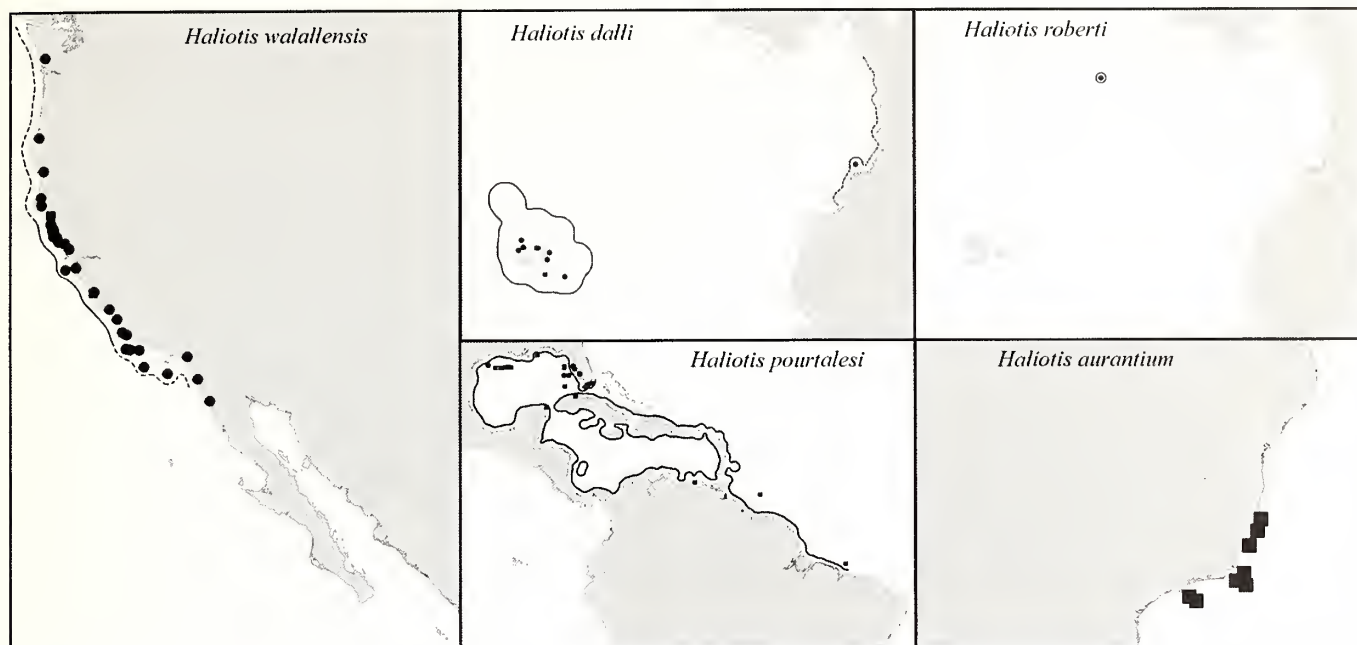 Haliotis walallensis
Haliotis dalli
Haliotis roberti
Haliotis pourtalesi
Haliotis aurantium